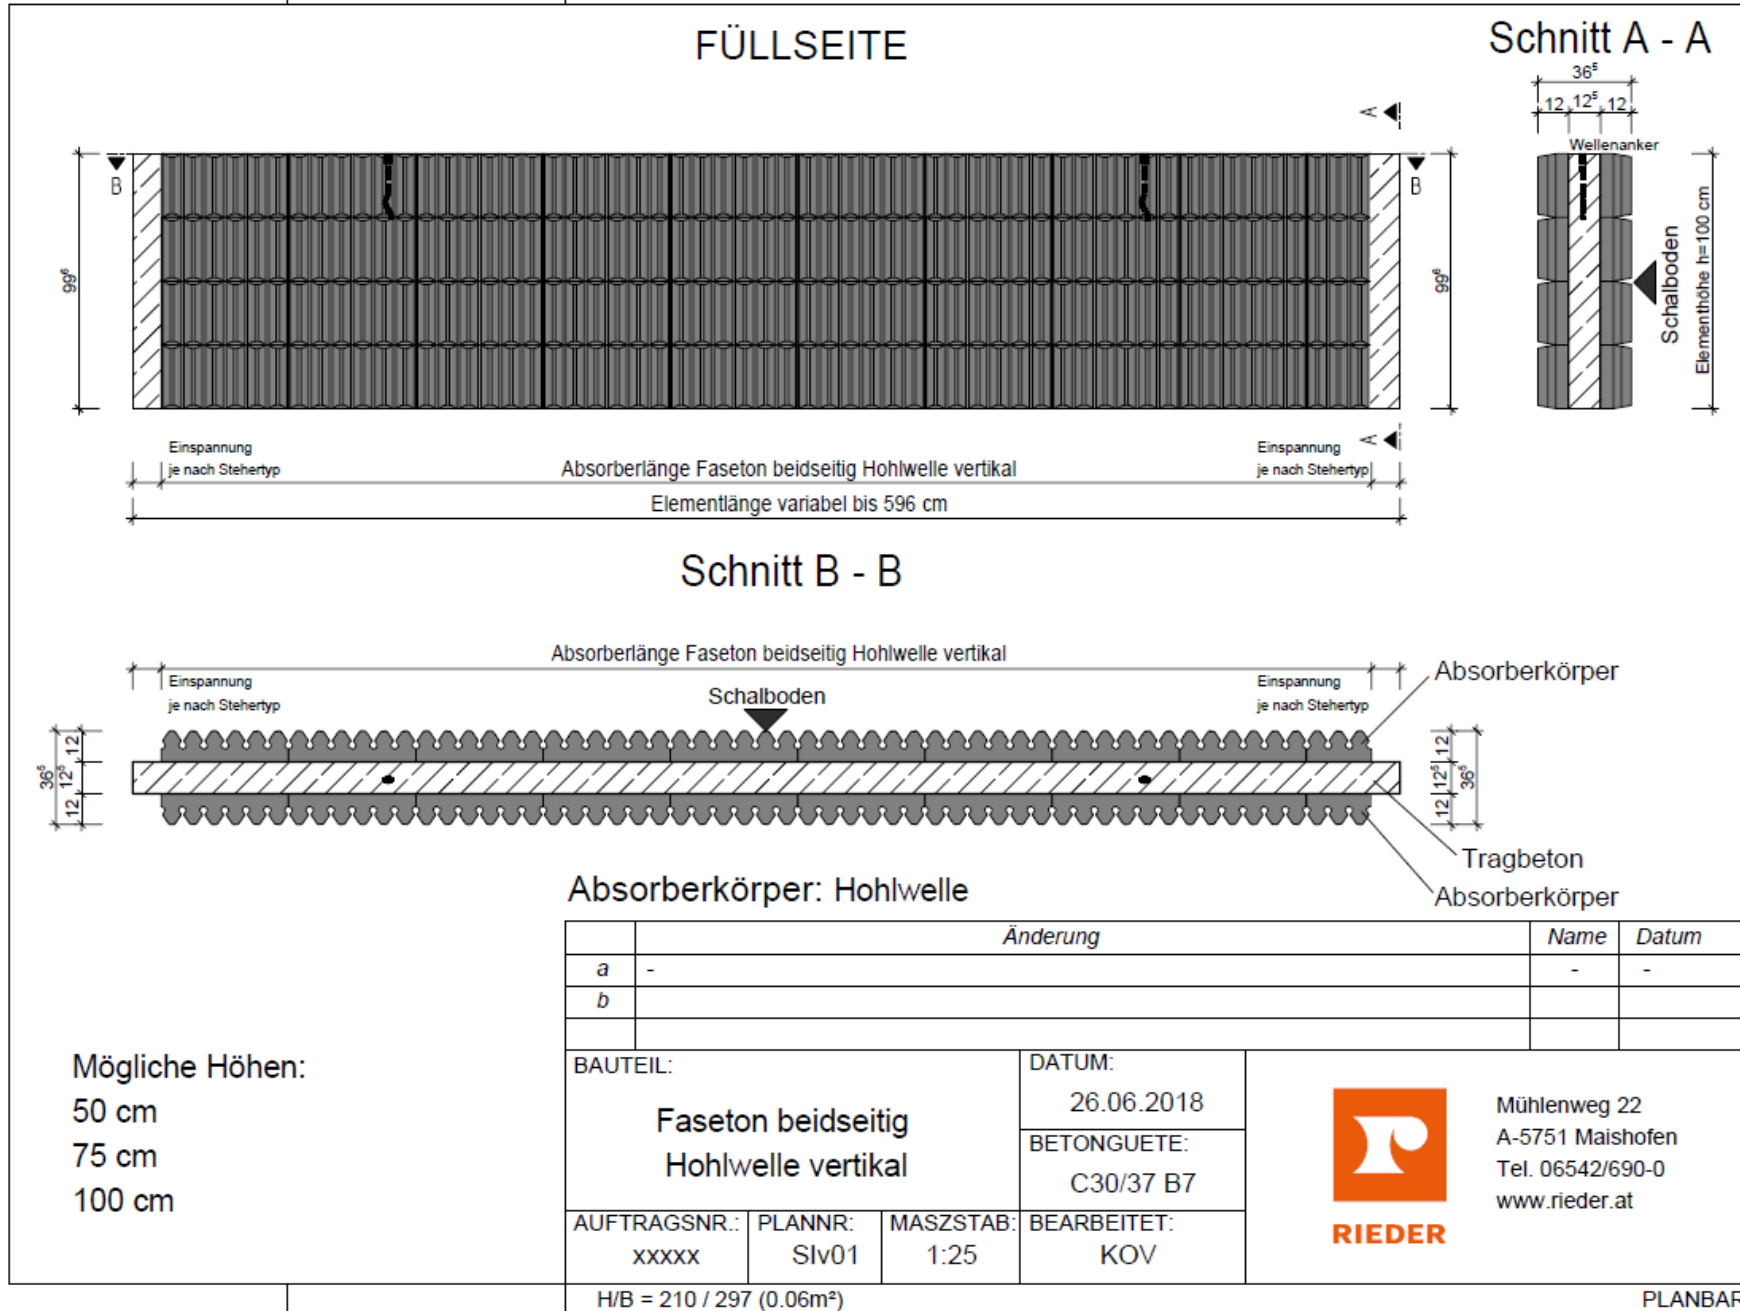 FÜLLSEITE
Schnitt A - A
36⁵
12 12⁵ 12
Wellenanker
A
B
B
99⁶
99⁶
Schalboden
Elementhöhe h=100 cm
A
Einspannung
je nach Stehertyp
Absorberlänge Faseton beidseitig Hohlwelle vertikal
Einspannung
je nach Stehertyp
Elementlänge variabel bis 596 cm
Schnitt B - B
Absorberlänge Faseton beidseitig Hohlwelle vertikal
Einspannung
je nach Stehertyp
Schalboden
Einspannung
je nach Stehertyp
Absorberkörper
36⁵
12
12⁵
12
12
12⁵
12
36⁵
Tragbeton
Absorberkörper
Absorberkörper: Hohlwelle
Änderung Name Datum
a - - -
b
Mögliche Höhen:
50 cm
75 cm
100 cm
BAUTEIL:
Faseton beidseitig
Hohlwelle vertikal
DATUM:
26.06.2018
BETONGUETE:
C30/37 B7
AUFTRAGSNR.:
xxxxx
PLANNR:
Slv01
MASZSTAB:
1:25
BEARBEITET:
KOV
RIEDER
Mühlenweg 22
A-5751 Maishofen
Tel. 06542/690-0
www.rieder.at
H/B = 210 / 297 (0.06m²)
PLANBAR